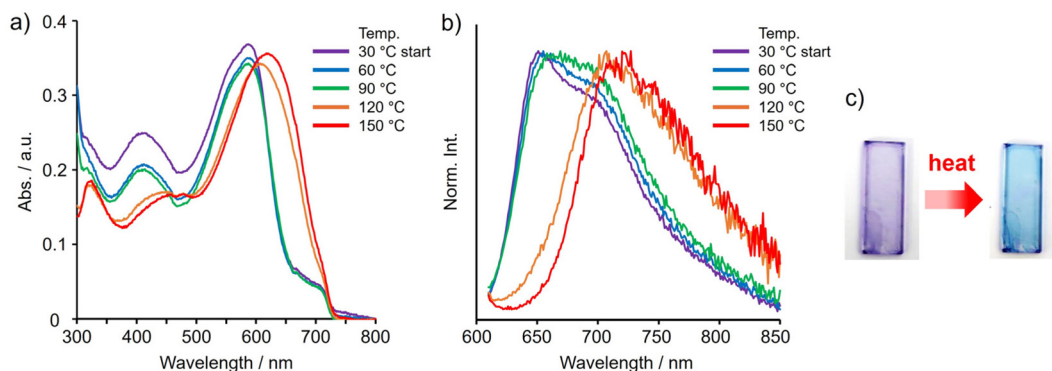 a)
Abs. / a.u.
0.4
0.3
0.2
0.1
0
300 400 500 600 700 800
Wavelength / nm
Temp.
30 °C start
60 °C
90 °C
120 °C
150 °C
b)
Norm. Int.
600 650 700 750 800 850
Wavelength / nm
Temp.
30 °C start
60 °C
90 °C
120 °C
150 °C
c)
heat